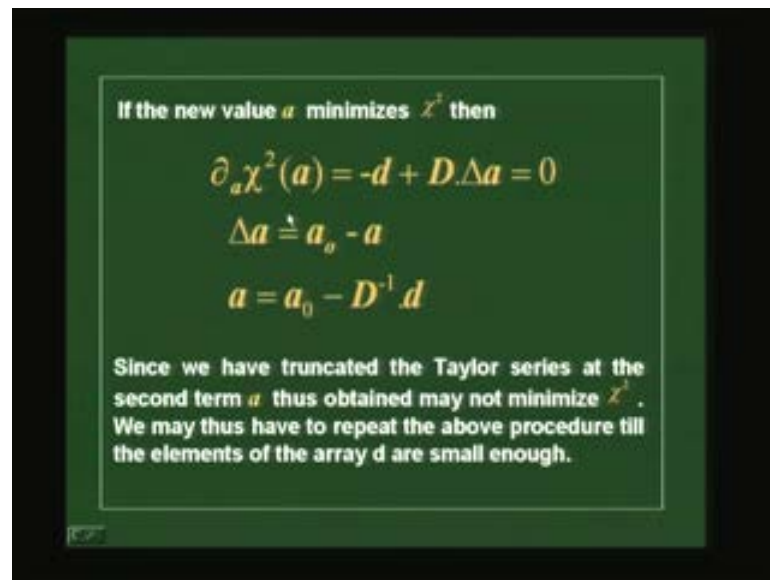 If the new value a minimizes χ² then
∂ₐχ²(a) = -d + D.Δa = 0
Δa = aₒ - a
a = a₀ − D⁻¹.d
Since we have truncated the Taylor series at the
second term a thus obtained may not minimize χ² .
We may thus have to repeat the above procedure till
the elements of the array d are small enough.